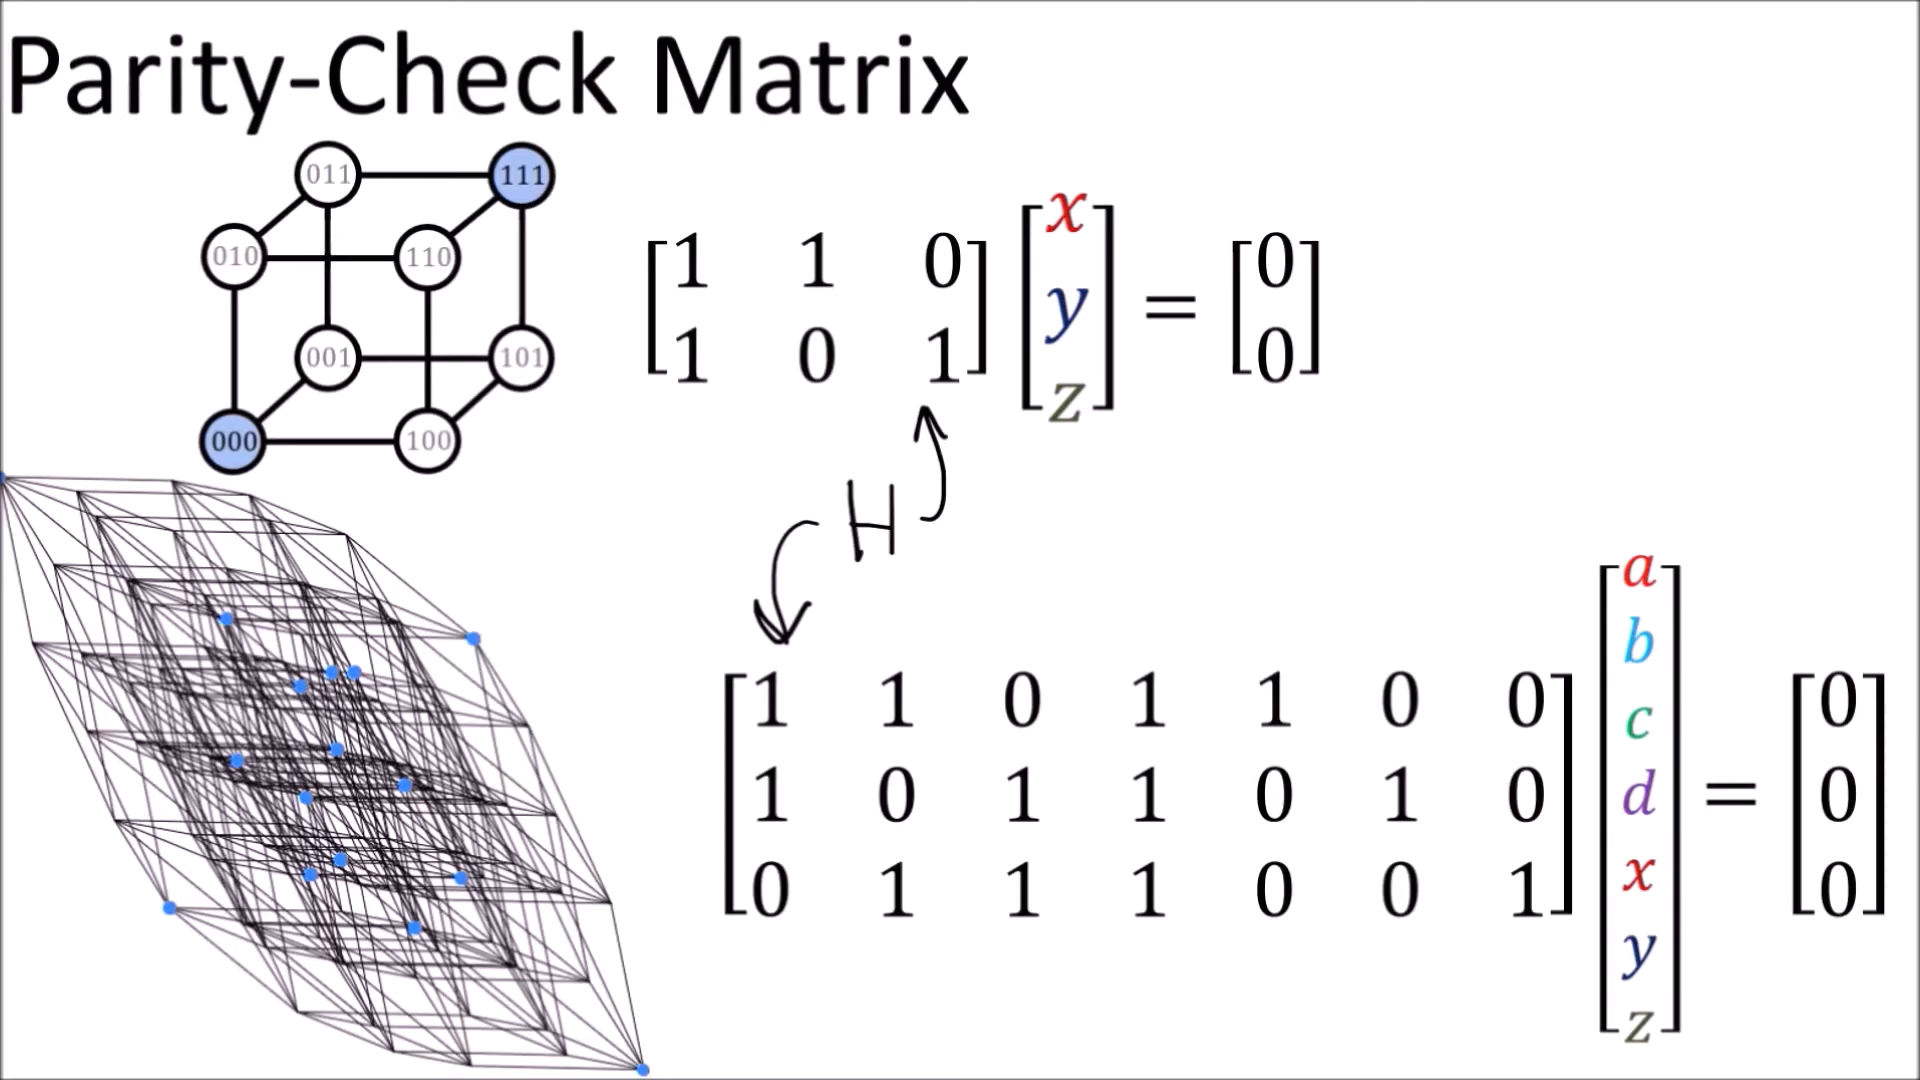 Parity-Check Matrix
011 111
010 110
001 101
000 100
1 1 0
1 0 1
x
y
z
=
0
0
H
1 1 0 1 1 0 0
1 0 1 1 0 1 0
0 1 1 1 0 0 1
a
b
c
d
x
y
z
=
0
0
0